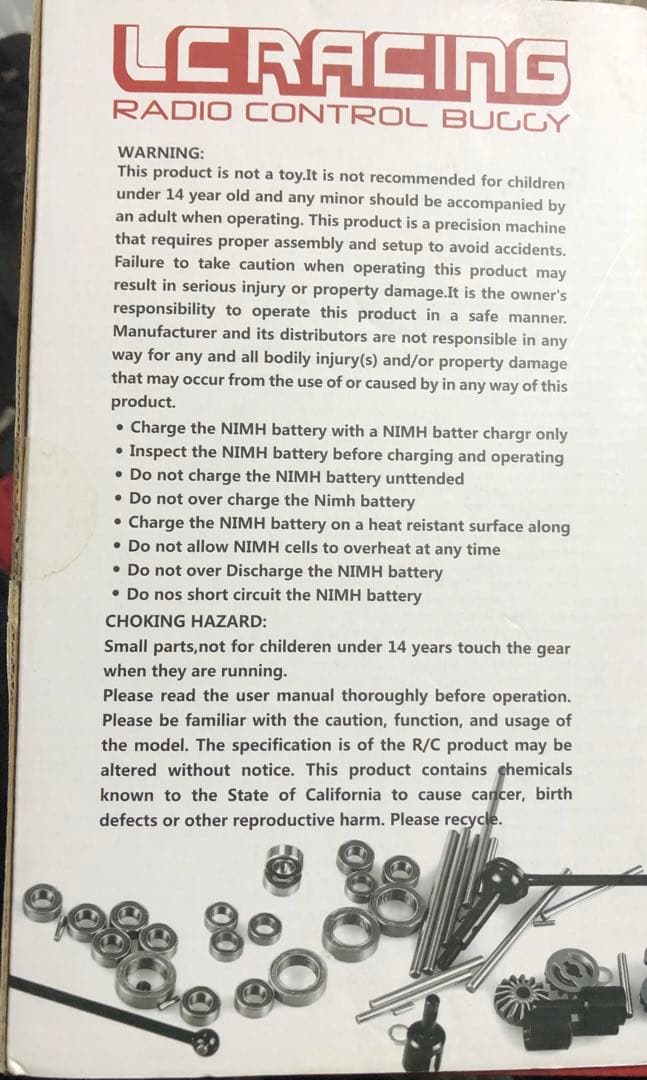 LC RACING
RADIO CONTROL BUGGY
WARNING:
This product is not a toy.It is not recommended for children
under 14 year old and any minor should be accompanied by
an adult when operating. This product is a precision machine
that requires proper assembly and setup to avoid accidents.
Failure to take caution when operating this product may
result in serious injury or property damage.It is the owner's
responsibility to operate this product in a safe manner.
Manufacturer and its distributors are not responsible in any
way for any and all bodily injury(s) and/or property damage
that may occur from the use of or caused by in any way of this
product.
• Charge the NIMH battery with a NIMH batter chargr only
• Inspect the NIMH battery before charging and operating
• Do not charge the NIMH battery unttended
• Do not over charge the Nimh battery
• Charge the NIMH battery on a heat reistant surface along
• Do not allow NIMH cells to overheat at any time
• Do not over Discharge the NIMH battery
• Do nos short circuit the NIMH battery
CHOKING HAZARD:
Small parts,not for childeren under 14 years touch the gear
when they are running.
Please read the user manual thoroughly before operation.
Please be familiar with the caution, function, and usage of
the model. The specification is of the R/C product may be
altered without notice. This product contains chemicals
known to the State of California to cause cancer, birth
defects or other reproductive harm. Please recycle.